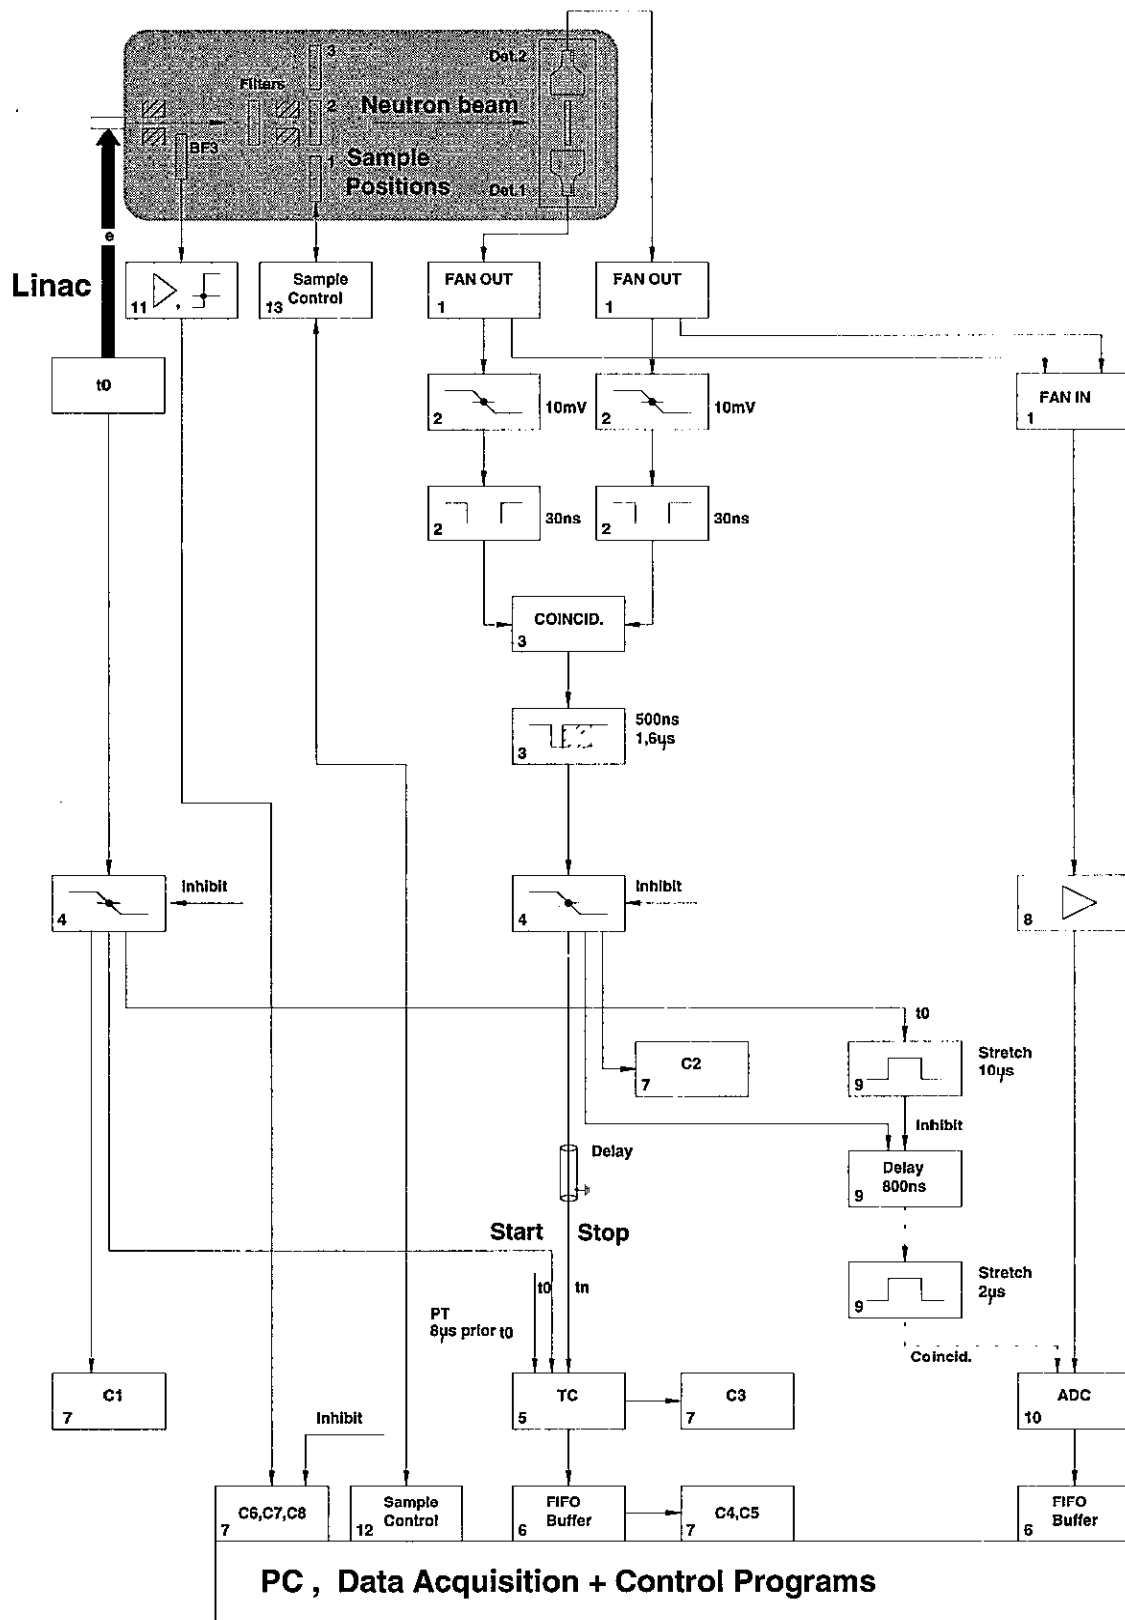 3
Det.2
Filters
2
Neutron beam
BF3
1
Sample
Positions
Det.1
e
Linac
11
,
Sample
Control
13
FAN OUT
1
FAN OUT
1
t0
2
10mV
2
10mV
FAN IN
1
2
30ns
2
30ns
COINCID.
3
500ns
1,6µs
3
Inhibit
4
Inhibit
4
8
t0
C2
7
Stretch
10µs
9
Inhibit
Delay
Delay
800ns
9
Start
Stop
t0
tn
Stretch
2µs
9
PT
8µs prior t0
Coincid.
C1
7
TC
5
C3
7
ADC
10
Inhibit
C6,C7,C8
7
Sample
Control
12
FIFO
Buffer
6
C4,C5
7
FIFO
Buffer
6
PC , Data Acquisition + Control Programs